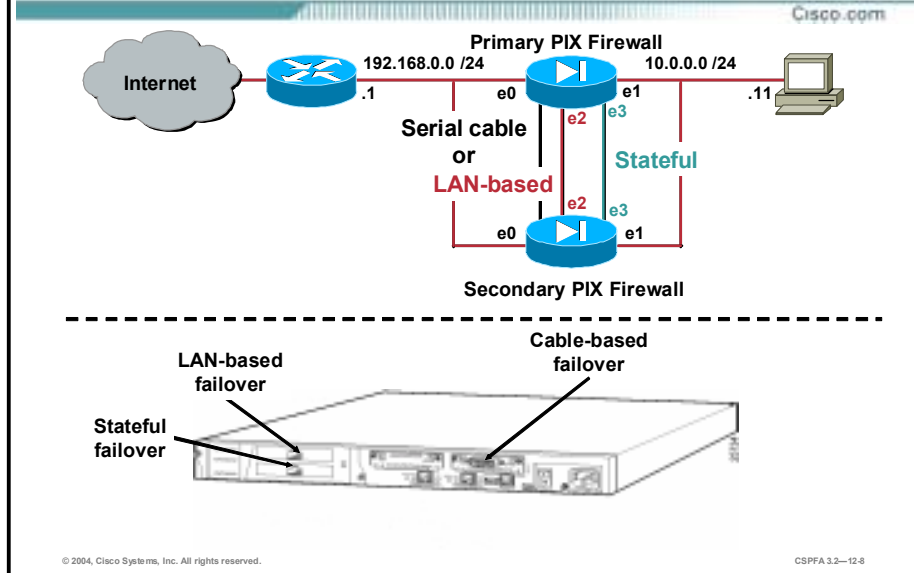 Cisco.com
Primary PIX Firewall
Internet
192.168.0.0 /24
10.0.0.0 /24
.1
e0
e1
.11
e2
e3
Serial cable
or
LAN-based
Stateful
e2
e3
e0
e1
Secondary PIX Firewall
Cable-based
failover
LAN-based
failover
Stateful
failover
© 2004, Cisco Systems, Inc. All rights reserved.
CSPFA 3.2—12-8